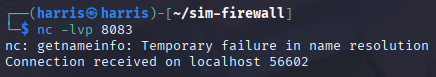 ┌──(harris㉿harris)-[~/sim-firewall]
└─$ nc -lvp 8083
nc: getnameinfo: Temporary failure in name resolution
Connection received on localhost 56602